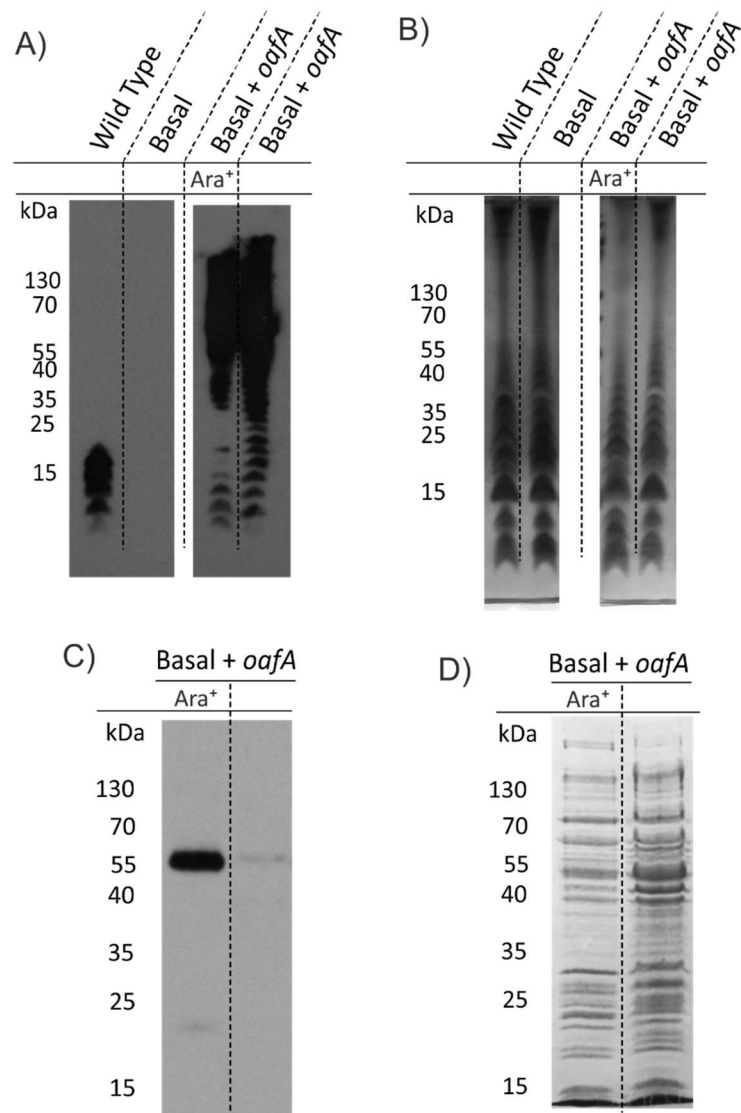 A)
Wild Type
Basal
Basal + oafA
Basal + oafA
Ara+
kDa
130
70
55
40
35
25
15
B)
Wild Type
Basal
Basal + oafA
Basal + oafA
Ara+
kDa
130
70
55
40
35
25
15
C)
Basal + oafA
Ara+
kDa
130
70
55
40
35
25
15
D)
Basal + oafA
Ara+
kDa
130
70
55
40
35
25
15